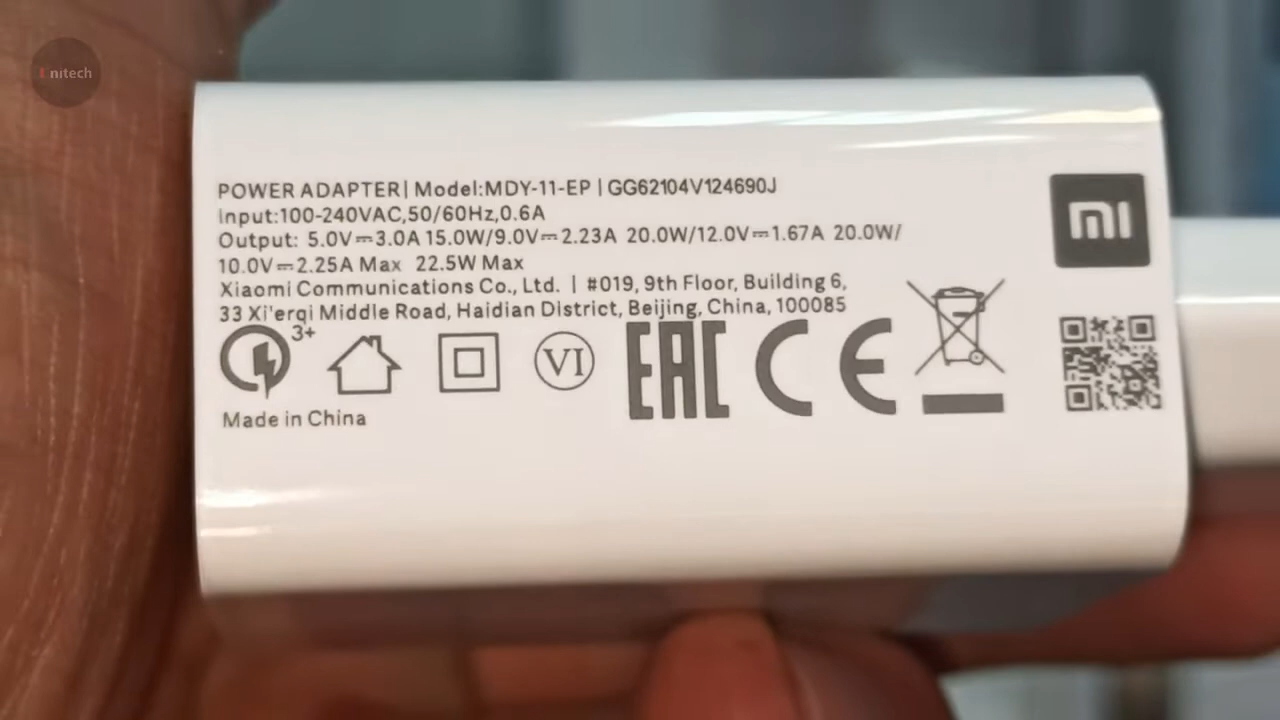 Unitech
POWER ADAPTER| Model:MDY-11-EP | GG62104V124690J
Input:100-240VAC,50/60Hz,0.6A
Output: 5.0V⎓3.0A 15.0W/9.0V⎓2.23A 20.0W/12.0V⎓1.67A 20.0W/
10.0V⎓2.25A Max 22.5W Max
Xiaomi Communications Co., Ltd. | #019, 9th Floor, Building 6,
33 Xi'erqi Middle Road, Haidian District, Beijing, China, 100085
3+
VI
EAC CE
Made in China
mi